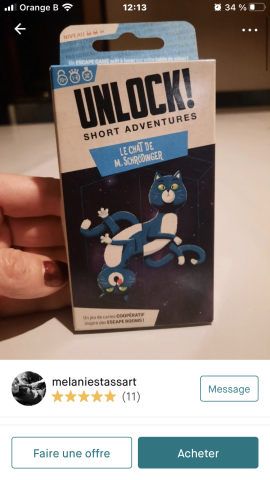 Orange B
12:13
34 %
NIVEAU
UNLOCK!
SHORT ADVENTURES
LE CHAT DE
M. SCHRÖDINGER
Un jeu de cartes COOPÉRATIF
inspiré des ESCAPE ROOMS !
melaniestassart
(11)
Message
Faire une offre
Acheter